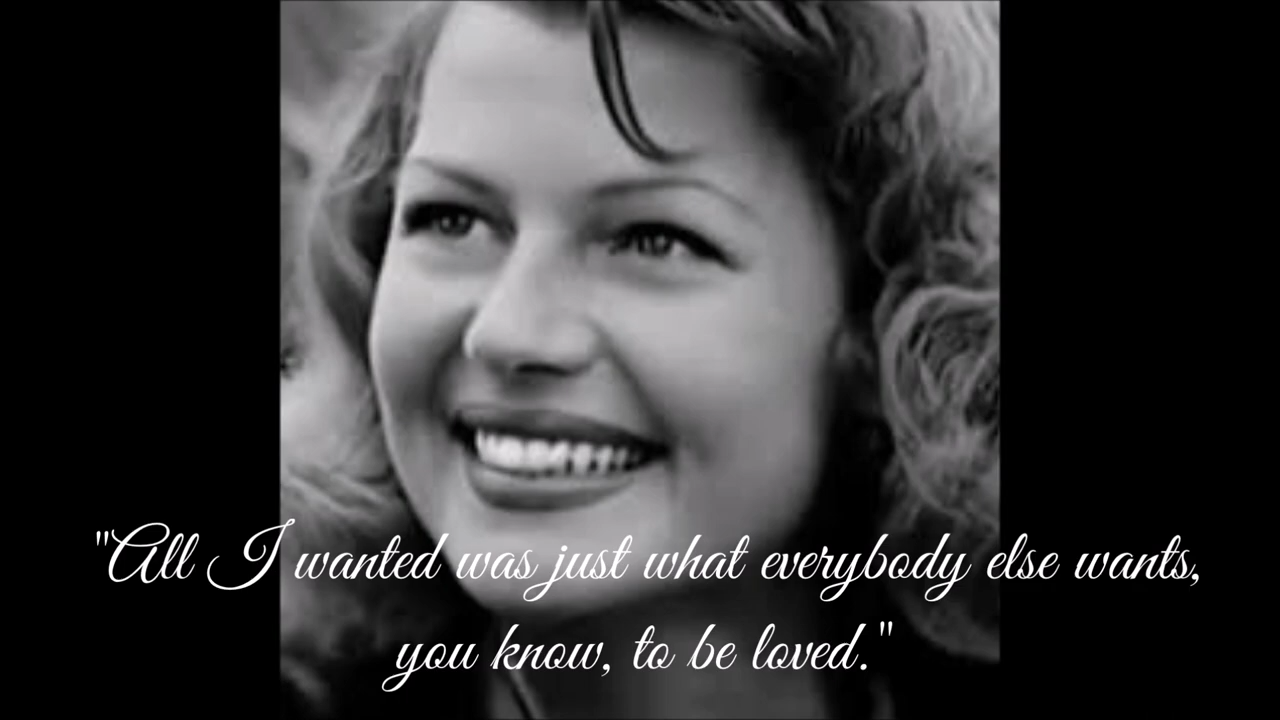 "All I wanted was just what everybody else wants,
you know, to be loved."